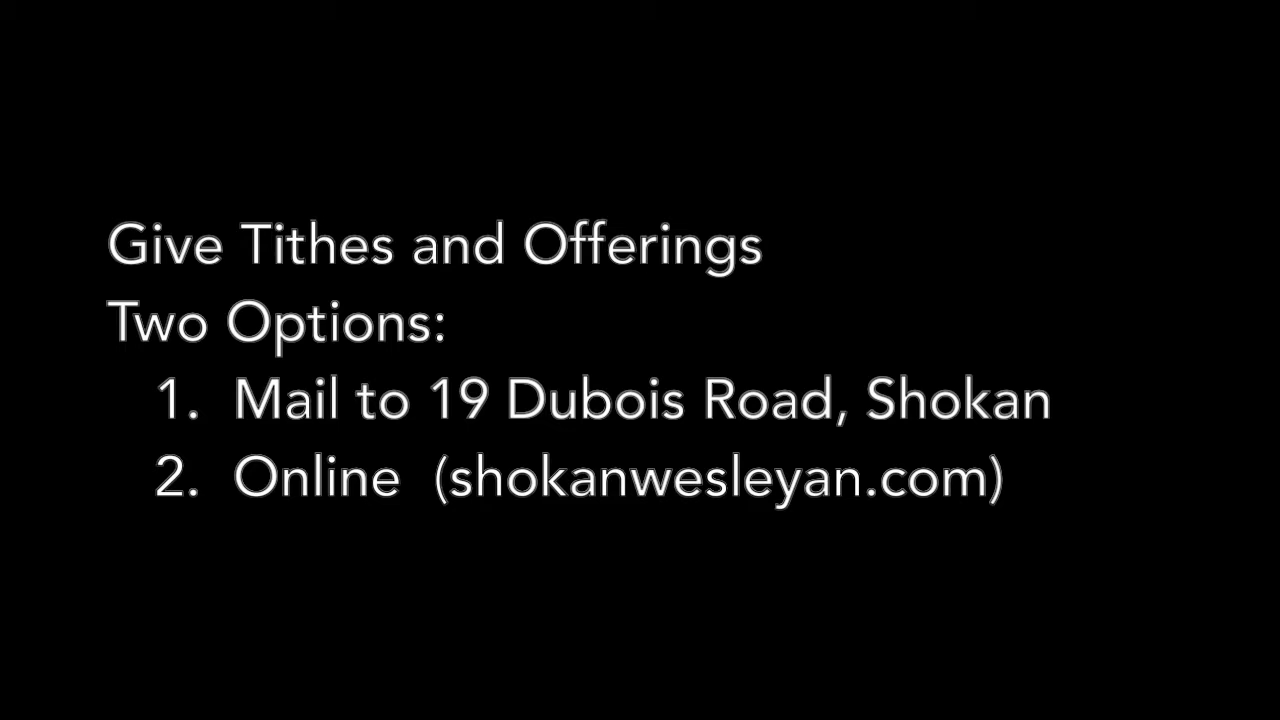 Give Tithes and Offerings
Two Options:
1. Mail to 19 Dubois Road, Shokan
2. Online (shokanwesleyan.com)